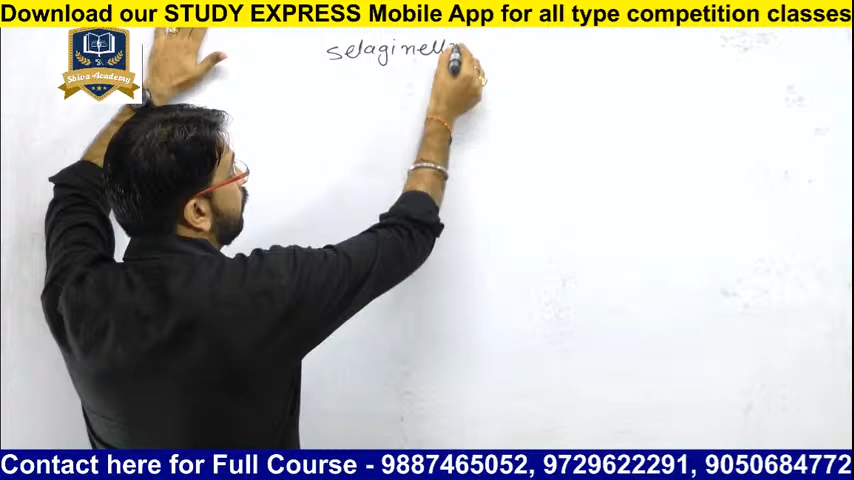 Download our STUDY EXPRESS Mobile App for all type competition classes
Shiva Academy
selaginell
Contact here for Full Course - 9887465052, 9729622291, 9050684772